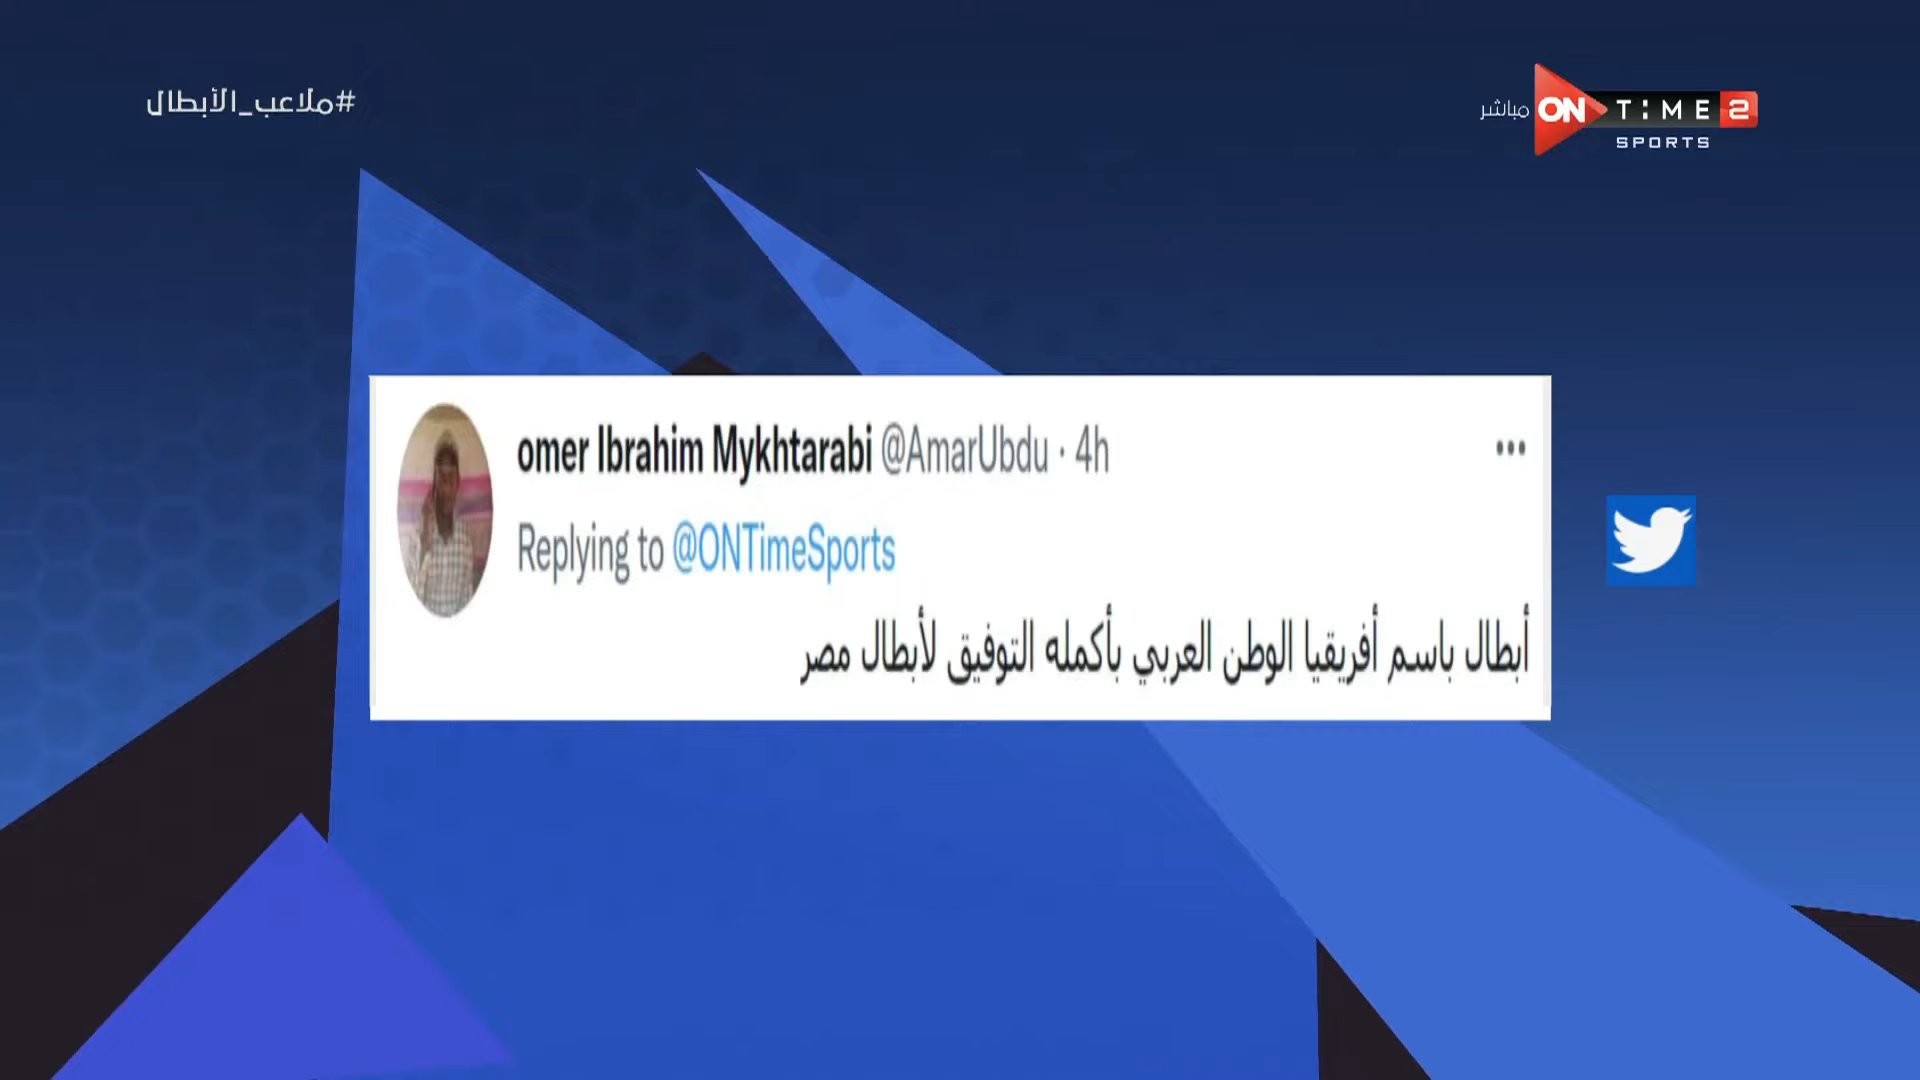 #ملاعب_الأبطال
مباشر ON TIME 2
SPORTS
omer Ibrahim Mykhtarabi @AmarUbdu · 4h
Replying to @ONTimeSports
أبطال باسم أفريقيا الوطن العربي بأكمله التوفيق لأبطال مصر